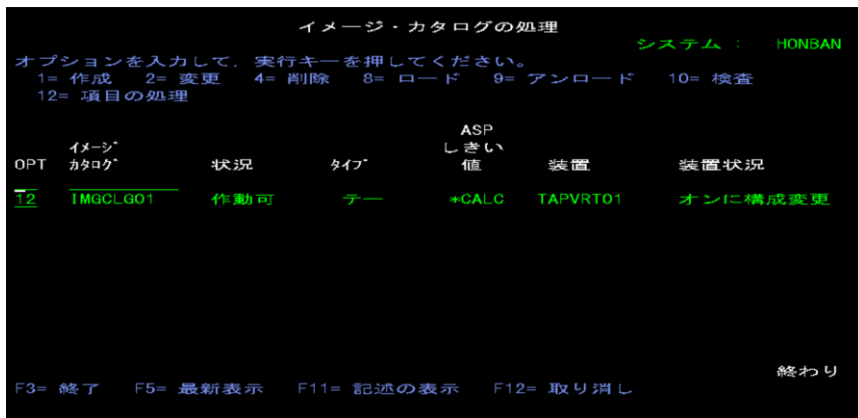 イメージ・カタログの処理
システム : HONBAN
オプションを入力して, 実行キーを押してください。
1= 作成 2= 変更 4= 削除 8= ロード 9= アンロード 10= 検査
12= 項目の処理
ASP
イメージ しきい
OPT カタログ 状況 タイプ 値 装置 装置状況
12 IMGCLG01 作動可 テー *CALC TAPVRT01 オンに構成変更
終わり
F3= 終了 F5= 最新表示 F11= 記述の表示 F12= 取り消し